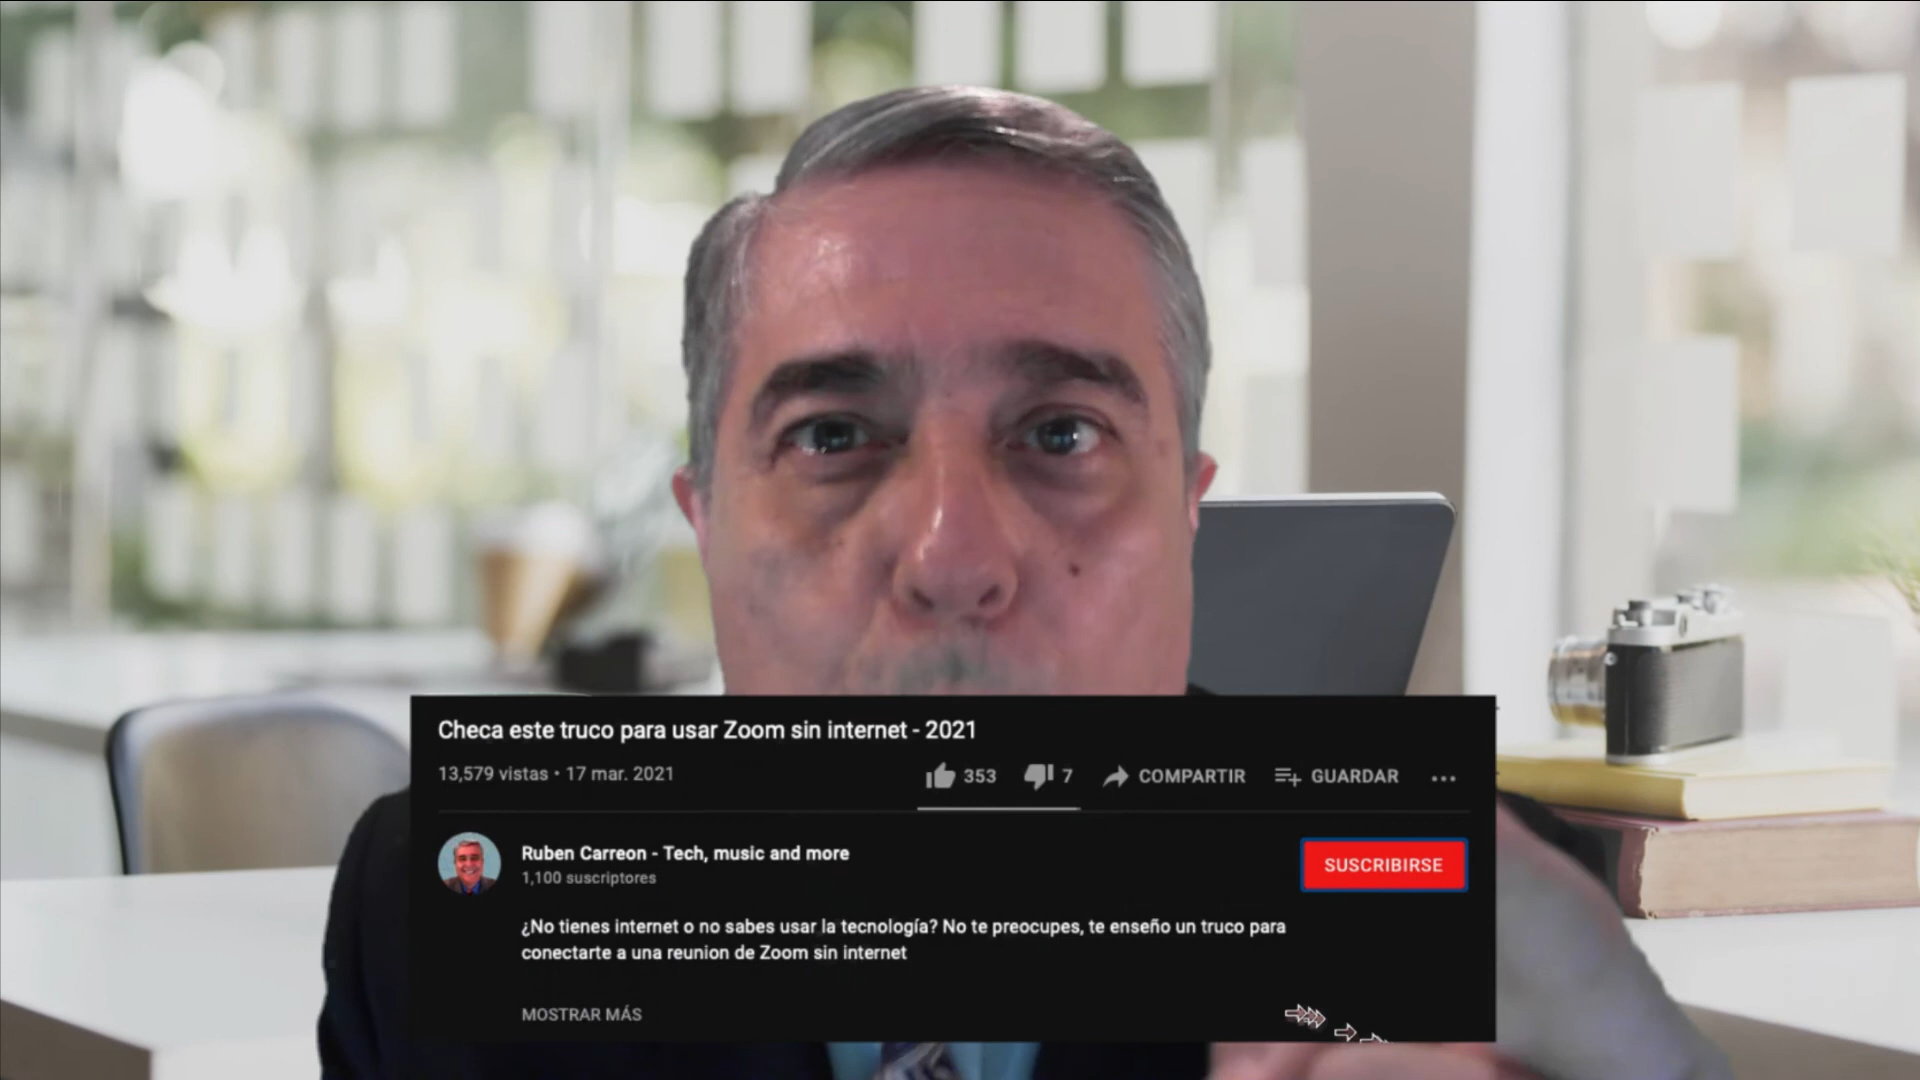 Checa este truco para usar Zoom sin internet - 2021
13,579 vistas • 17 mar. 2021
353
7
COMPARTIR
GUARDAR
Ruben Carreon - Tech, music and more
1,100 suscriptores
SUSCRIBIRSE
¿No tienes internet o no sabes usar la tecnología? No te preocupes, te enseño un truco para
conectarte a una reunion de Zoom sin internet
MOSTRAR MÁS